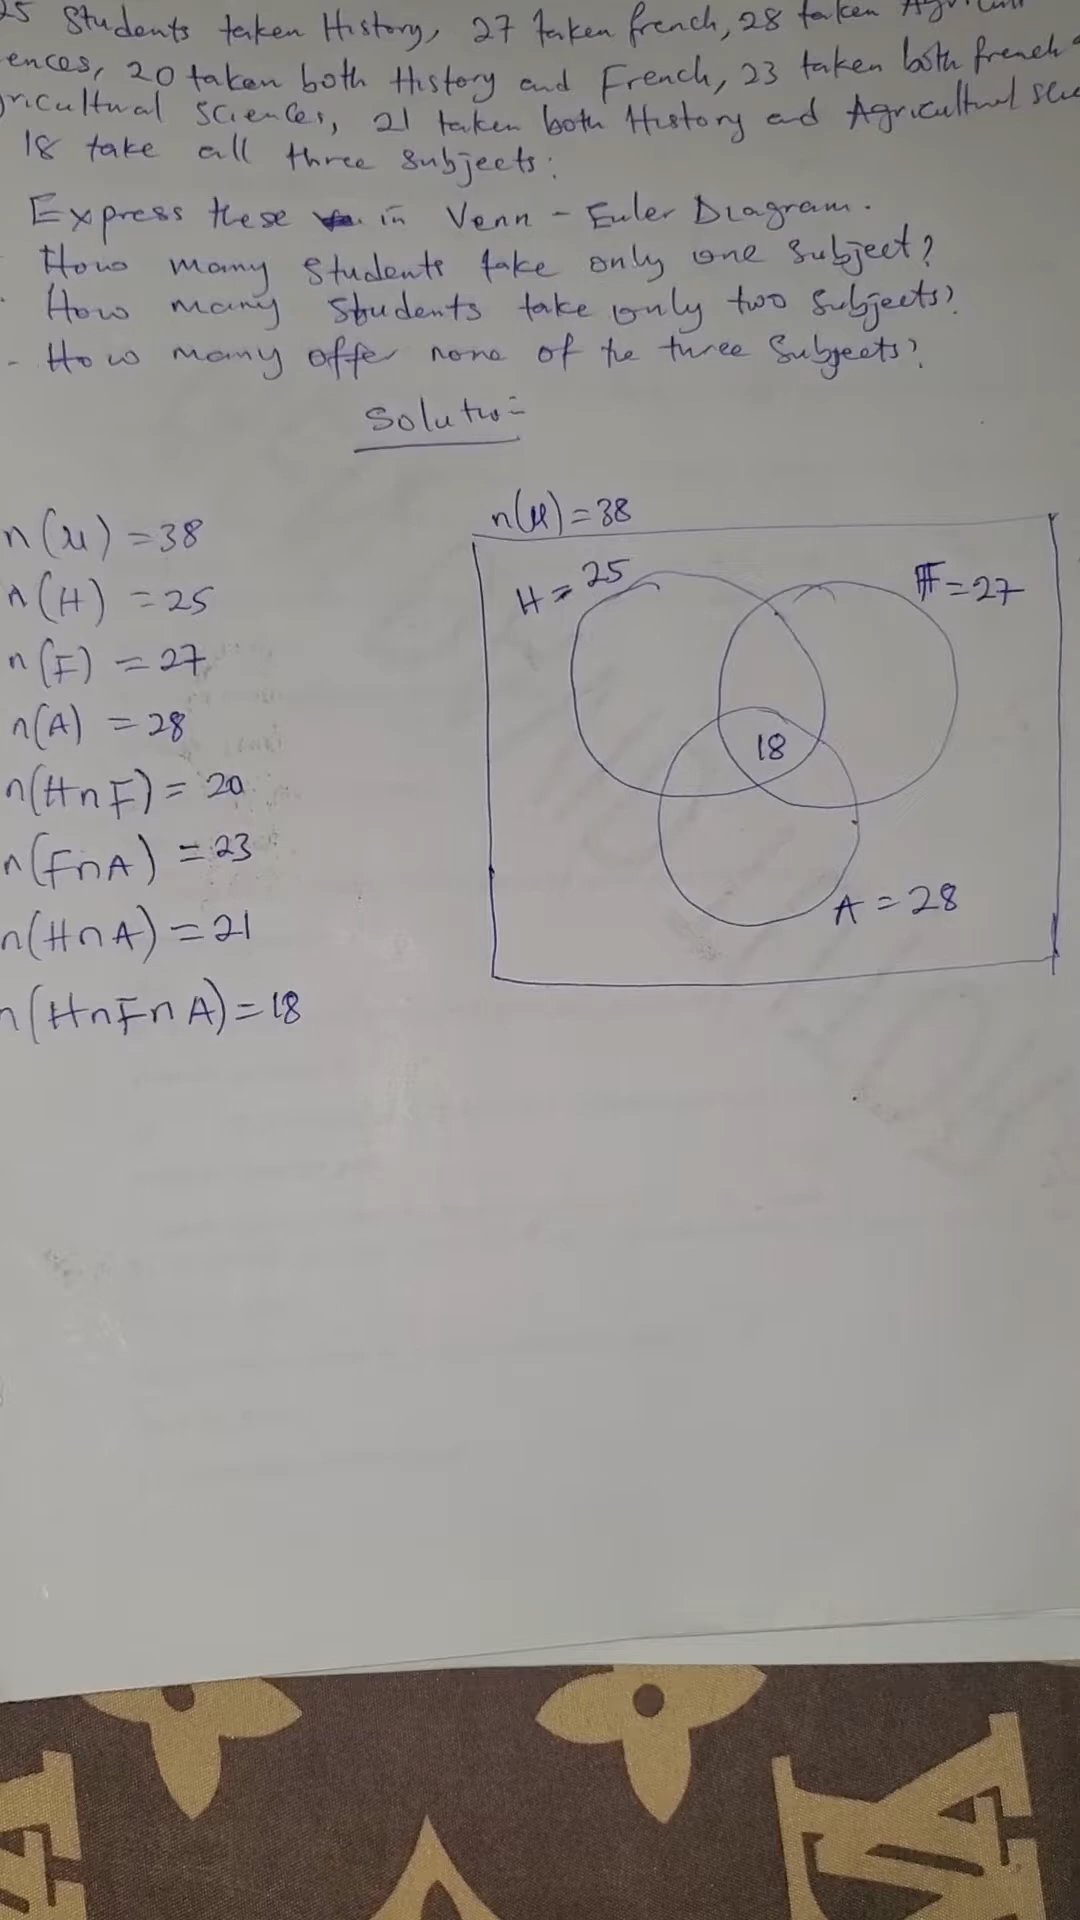 25 Students taken History, 27 taken french, 28 taken
ences, 20 taken both History and French, 23 taken both french
ricultural sciences, 21 taken both History and Agricultural
18 take all three subjects:
Express these in Venn - Euler Diagram.
How many students take only one subject?
How many students take only two subjects?
- How many offer none of the three subjects?
Solution
n(μ) = 38
n(H) = 25
n(F) = 27
n(A) = 28
n(H∩F) = 20
n(F∩A) = 23
n(H∩A) = 21
n(H∩F∩A) = 18
n(μ) = 38
H = 25
F = 27
18
A = 28